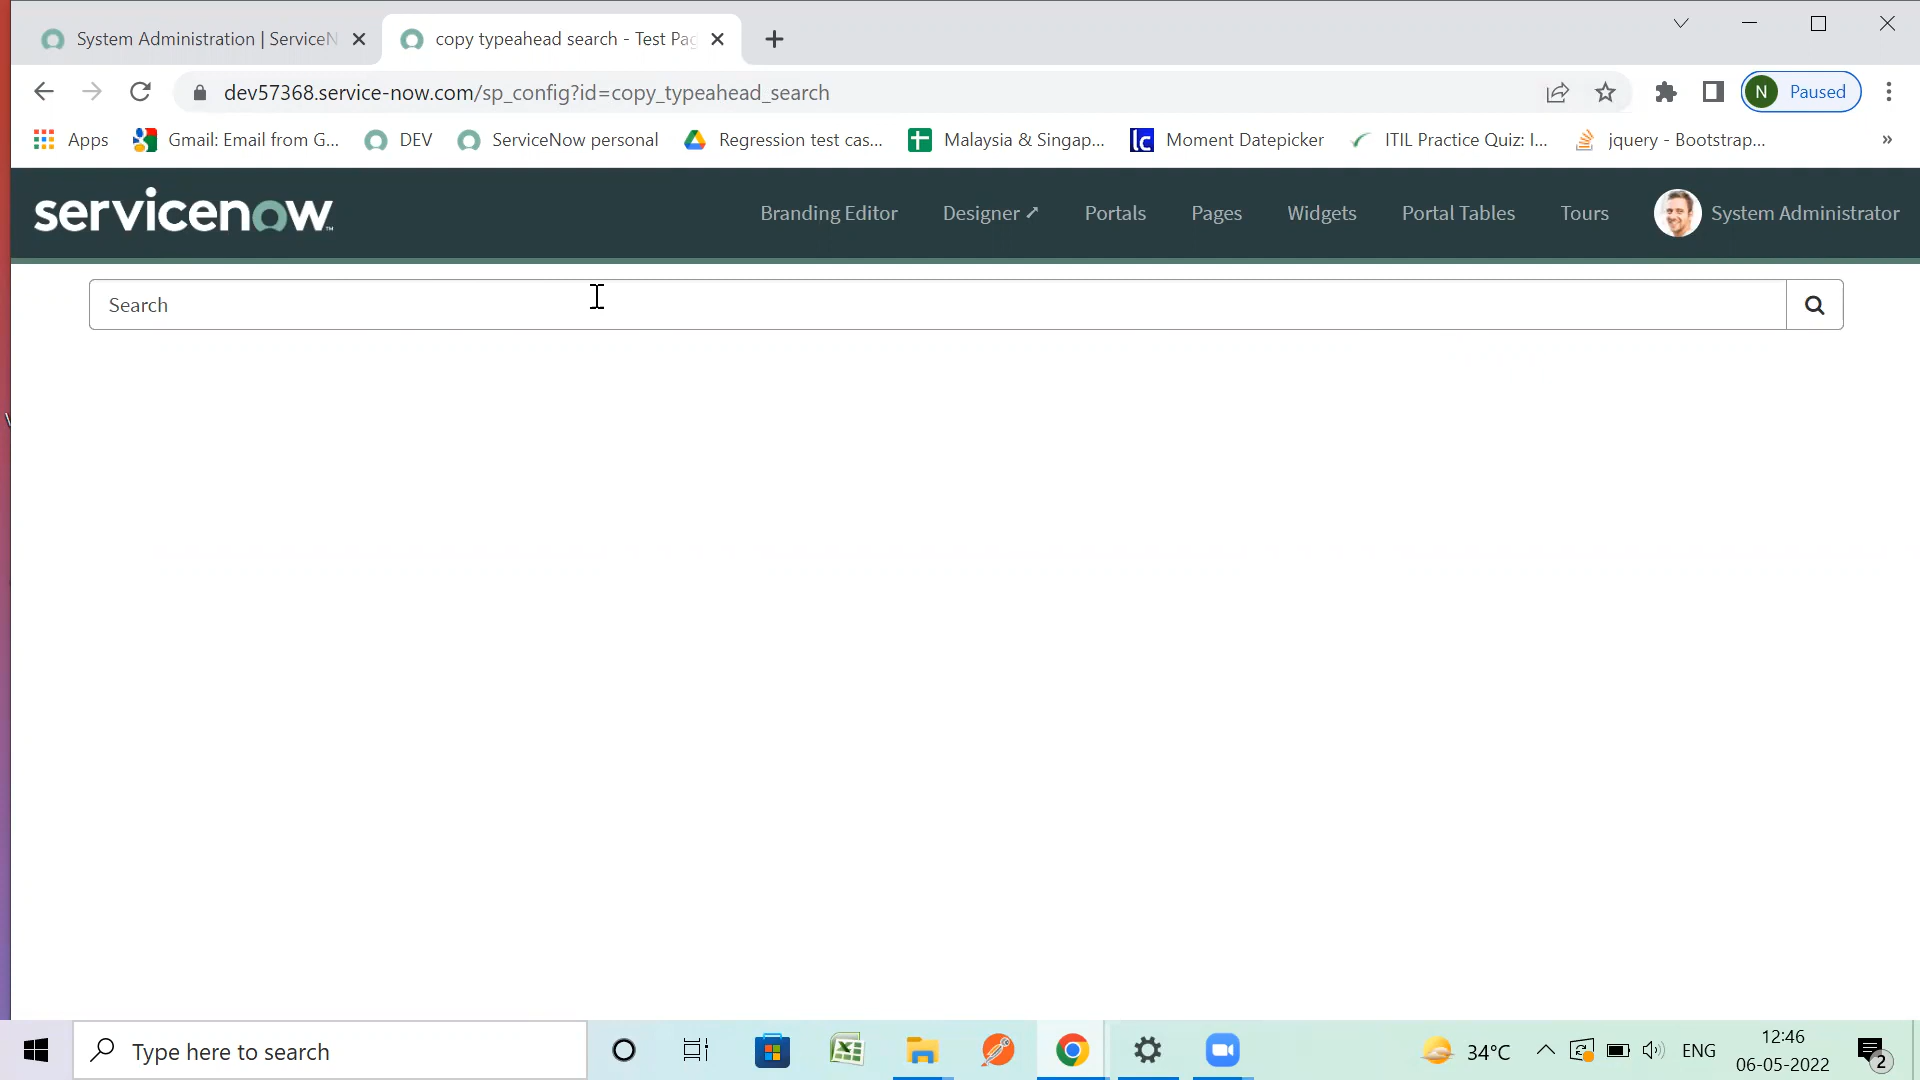 System Administration | ServiceN
copy typeahead search - Test Pag
dev57368.service-now.com/sp_config?id=copy_typeahead_search
N Paused
Apps
Gmail: Email from G...
DEV
ServiceNow personal
Regression test cas...
Malaysia & Singap...
lc Moment Datepicker
ITIL Practice Quiz: I...
jquery - Bootstrap...
»
servicenow
Branding Editor
Designer
Portals
Pages
Widgets
Portal Tables
Tours
System Administrator
Search
Type here to search
34°C
ENG
12:46
06-05-2022
2